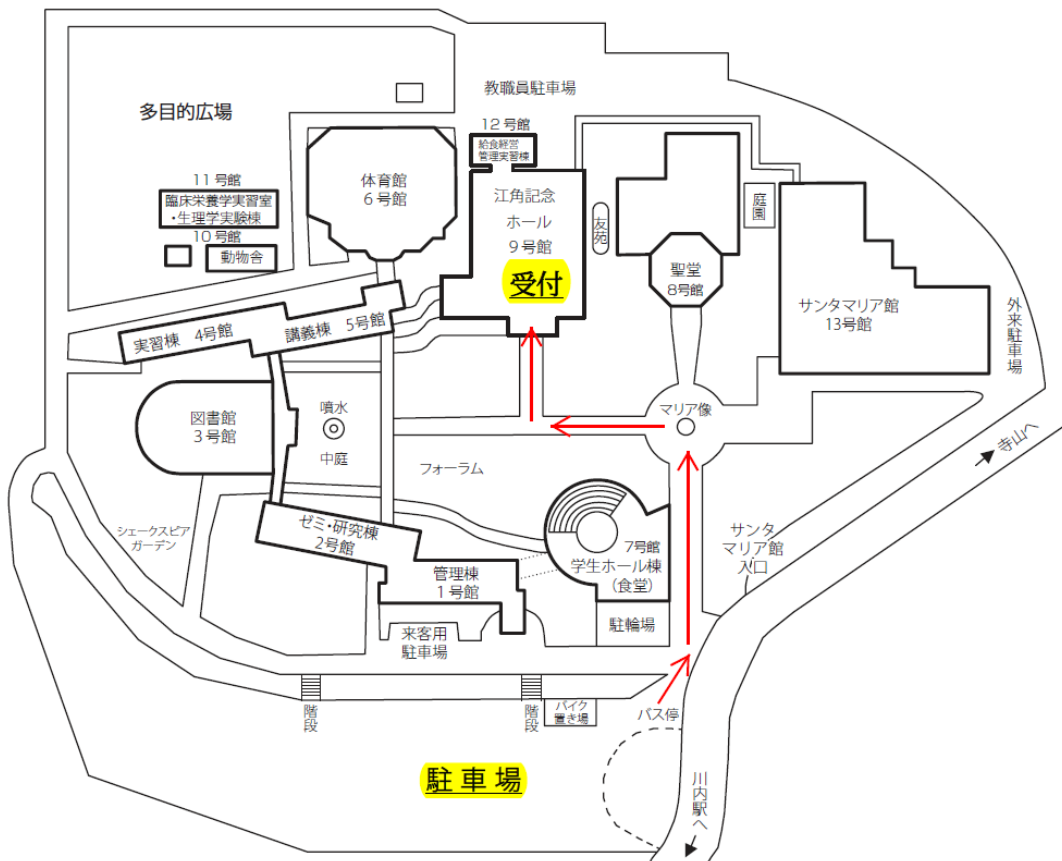 教職員駐車場
多目的広場
12号館
給食経営
管理実習棟
11号館
臨床栄養学実習室
・生理学実験棟
10号館
動物舎
体育館
6号館
江角記念
ホール
9号館
受付
友苑
庭園
聖堂
8号館
サンタマリア館
13号館
外来駐車場
実習棟 4号館
講義棟 5号館
図書館
3号館
噴水
中庭
マリア像
フォーラム
寺山へ
シェークスピア
ガーデン
ゼミ・研究棟
2号館
管理棟
1号館
7号館
学生ホール棟
（食堂）
サンタ
マリア館
入口
来客用
駐車場
駐輪場
階段
階段
バイク
置き場
バス停
駐車場
川内駅へ